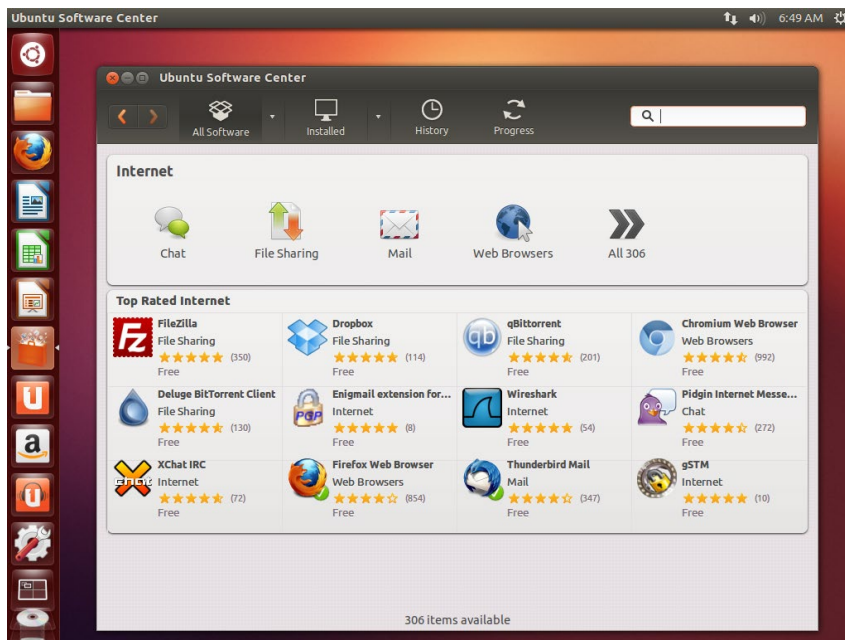 Ubuntu Software Center
6:49 AM
Ubuntu Software Center
All Software
Installed
History
Progress
Internet
Chat
File Sharing
Mail
Web Browsers
All 306
Top Rated Internet
FileZilla
File Sharing
(350)
Free
Dropbox
File Sharing
(114)
Free
qBittorrent
File Sharing
(201)
Free
Chromium Web Browser
Web Browsers
(992)
Free
Deluge BitTorrent Client
File Sharing
(130)
Free
Enigmail extension for...
Internet
(8)
Free
Wireshark
Internet
(54)
Free
Pidgin Internet Messe...
Chat
(272)
Free
XChat IRC
Internet
(72)
Free
Firefox Web Browser
Web Browsers
(854)
Free
Thunderbird Mail
Mail
(347)
Free
gSTM
Internet
(10)
Free
Fz
qb
PGP
chat
a
306 items available